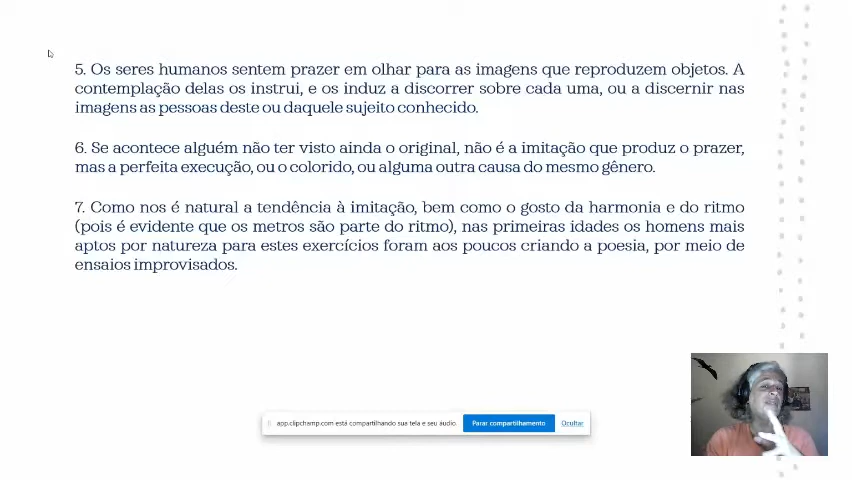 5. Os seres humanos sentem prazer em olhar para as imagens que reproduzem objetos. A
contemplação delas os instrui, e os induz a discorrer sobre cada uma, ou a discernir nas
imagens as pessoas deste ou daquele sujeito conhecido.
6. Se acontece alguém não ter visto ainda o original, não é a imitação que produz o prazer,
mas a perfeita execução, ou o colorido, ou alguma outra causa do mesmo gênero.
7. Como nos é natural a tendência à imitação, bem como o gosto da harmonia e do ritmo
(pois é evidente que os metros são parte do ritmo), nas primeiras idades os homens mais
aptos por natureza para estes exercícios foram aos poucos criando a poesia, por meio de
ensaios improvisados.
app.clipchamp.com está compartilhando sua tela e seu áudio. Parar compartilhamento Ocultar